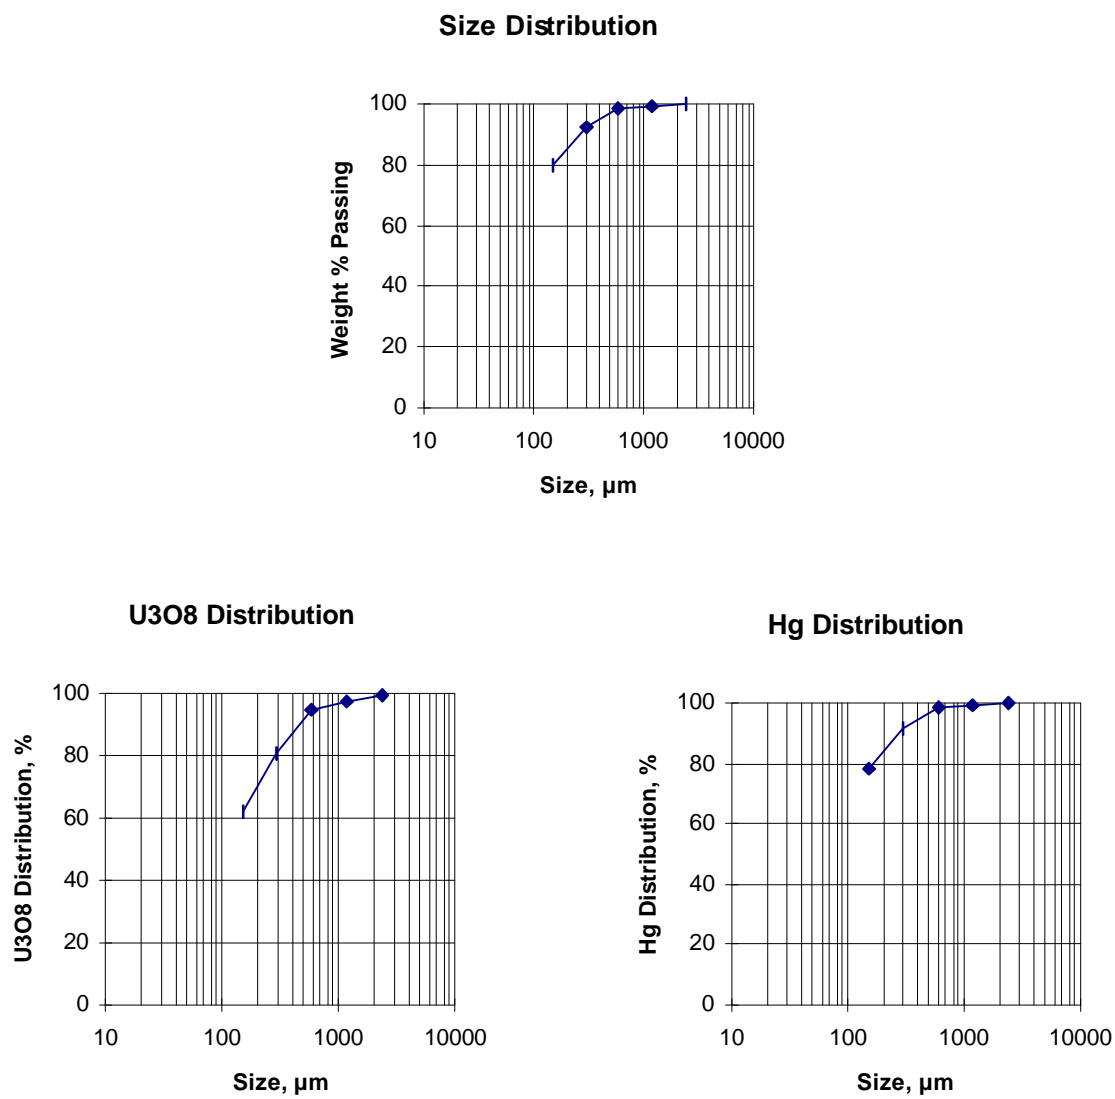 Size Distribution
100
80
60
40
20
0
Weight % Passing
10 100 1000 10000
Size, µm
U3O8 Distribution
100
80
60
40
20
0
U3O8 Distribution, %
10 100 1000 10000
Size, µm
Hg Distribution
100
80
60
40
20
0
Hg Distribution, %
10 100 1000 10000
Size, µm